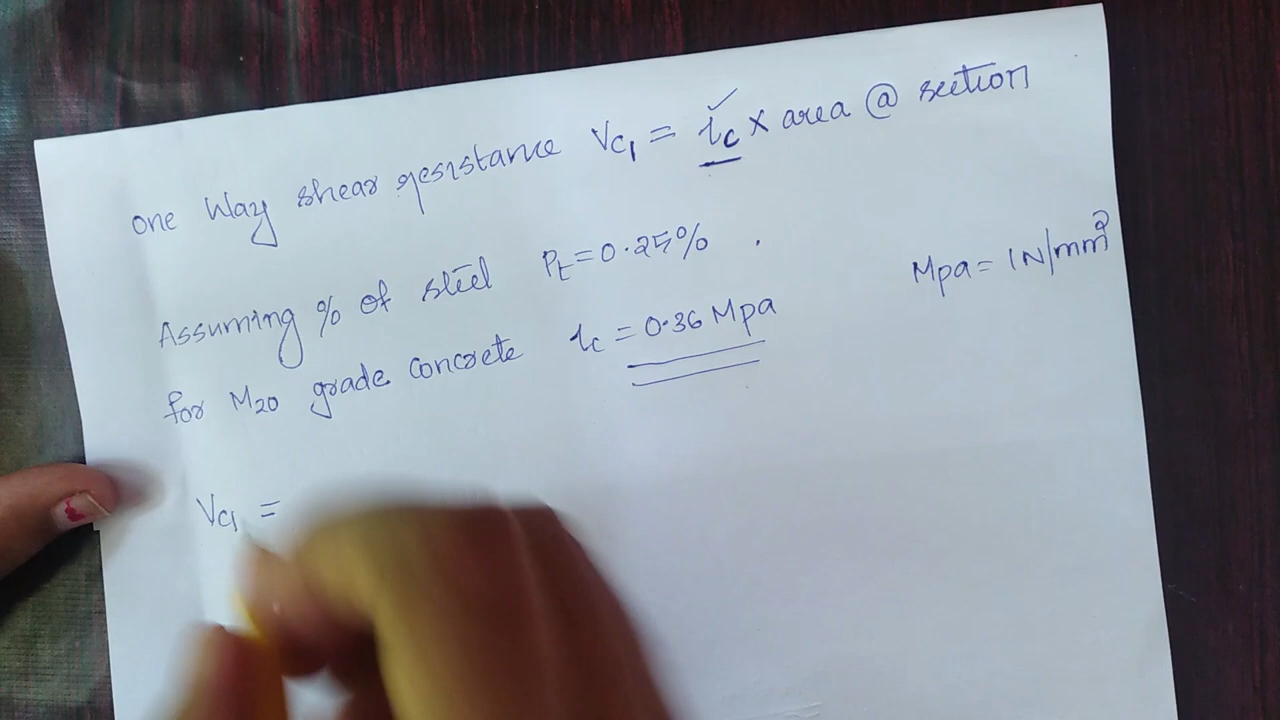 one Way shear resistance Vc1 = τc × area @ section
Assuming % of steel Pt = 0.25%
Mpa = 1N/mm²
for M20 grade concrete τc = 0.36 Mpa
Vc1 =